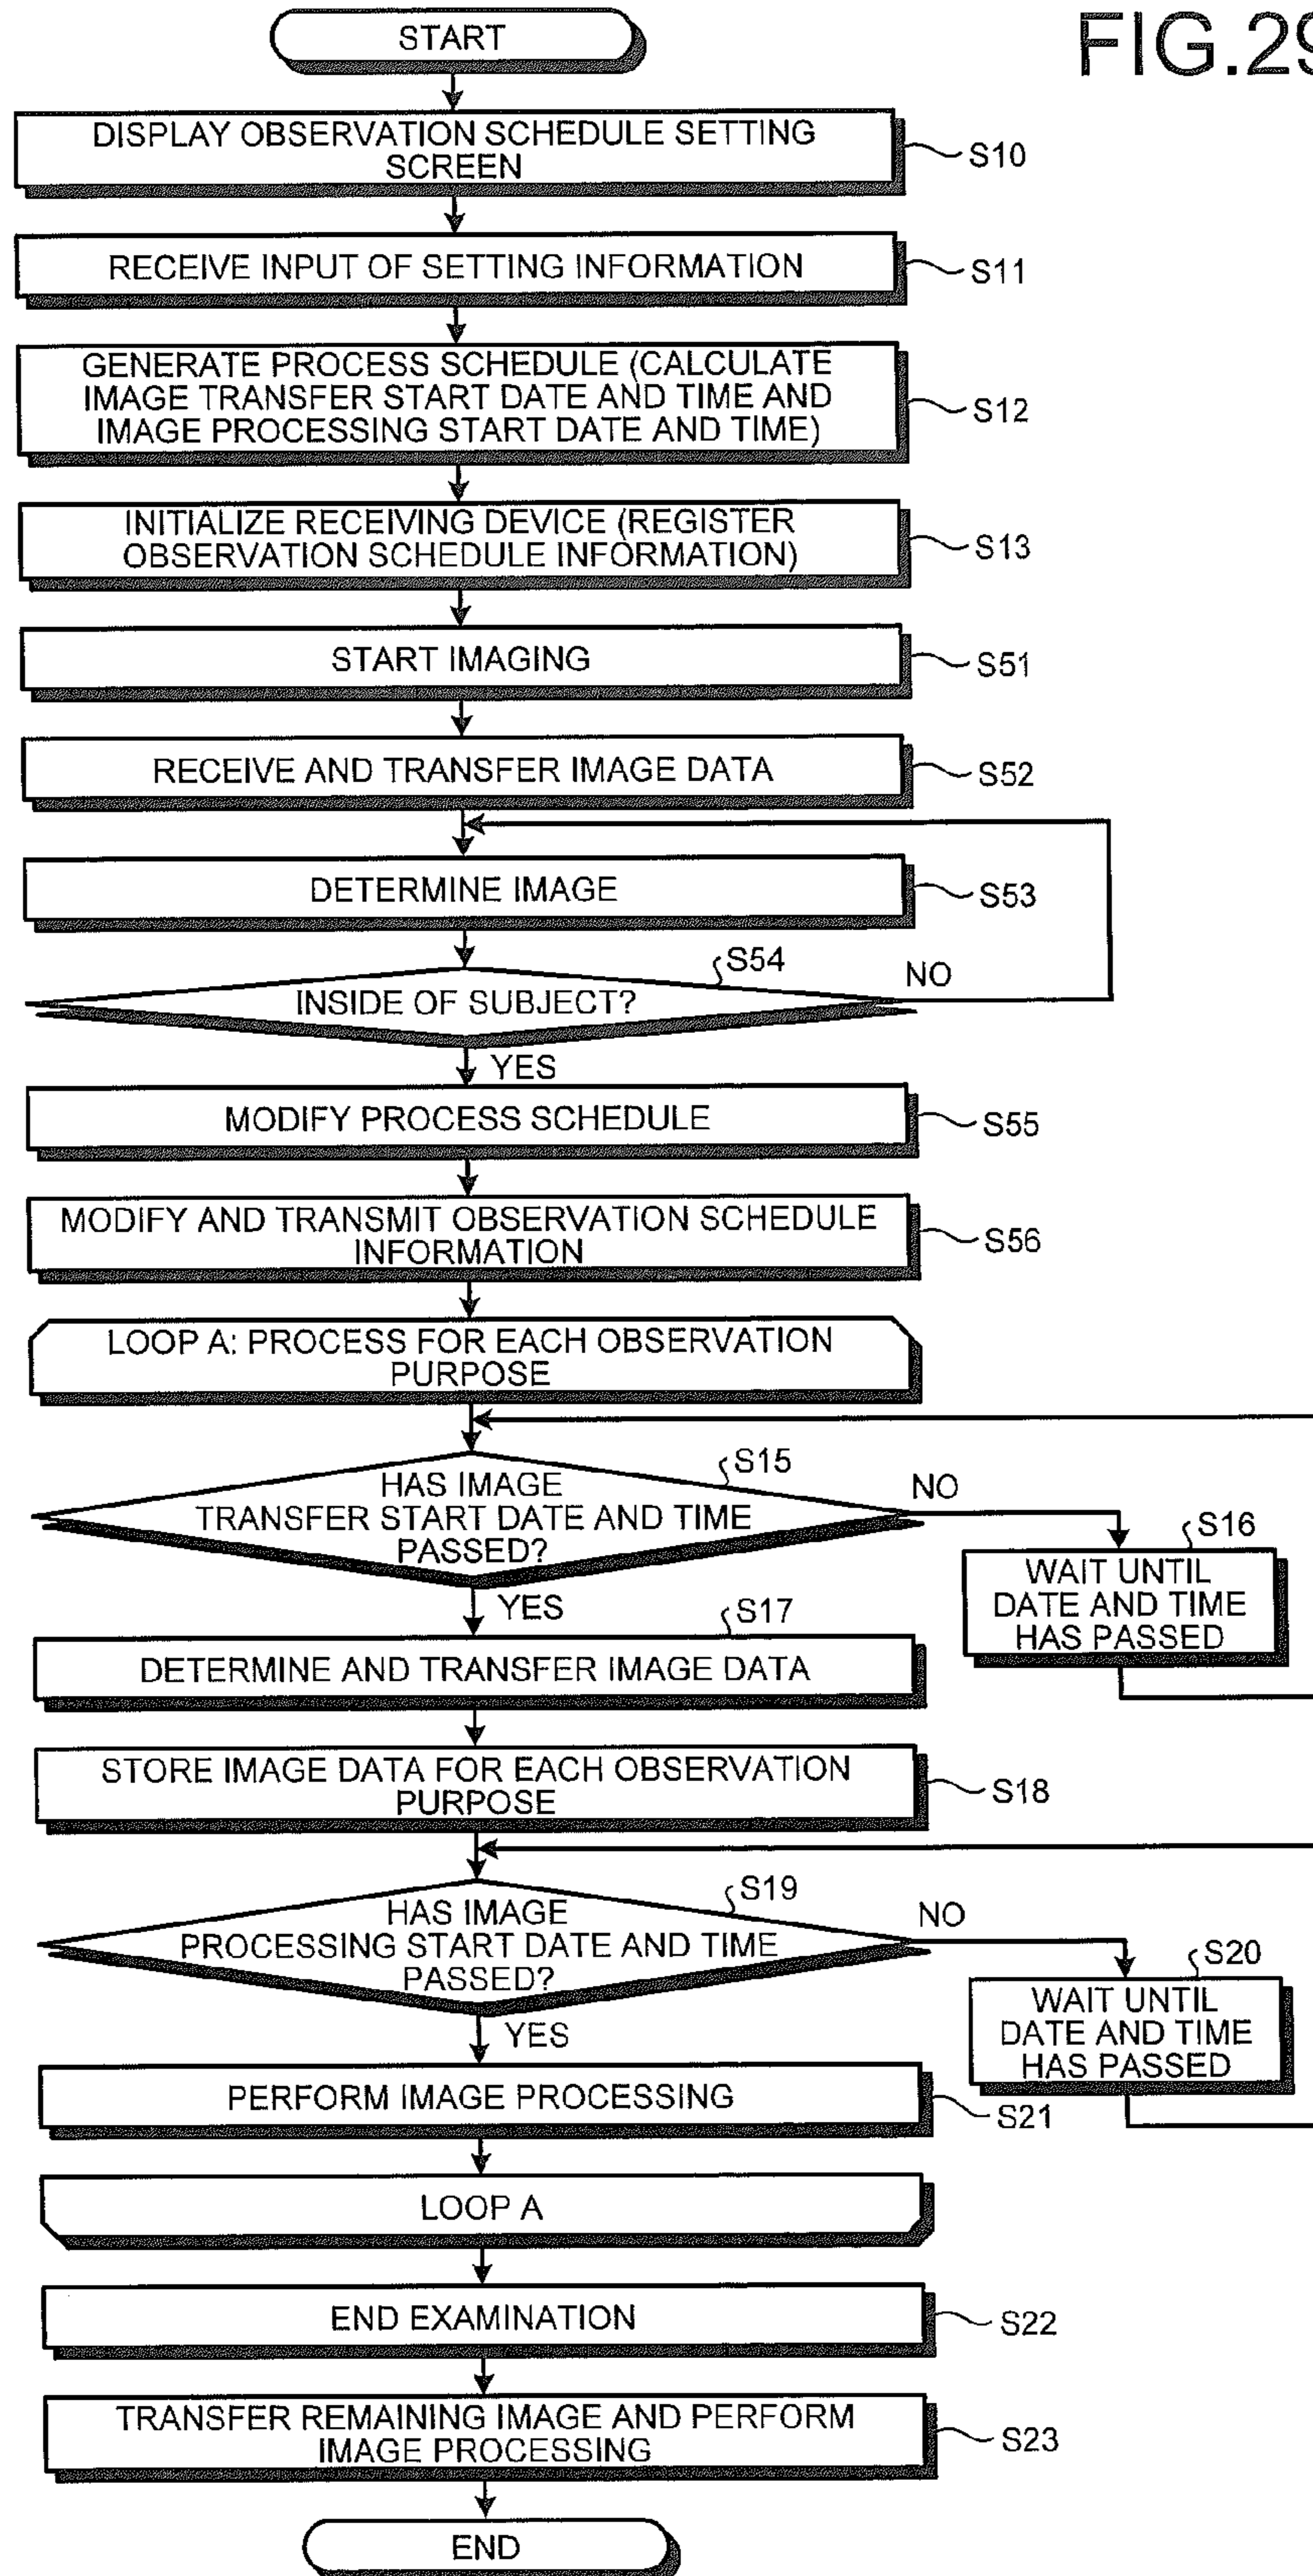 FIG.29
START
DISPLAY OBSERVATION SCHEDULE SETTING
SCREEN
S10
RECEIVE INPUT OF SETTING INFORMATION
S11
GENERATE PROCESS SCHEDULE (CALCULATE
IMAGE TRANSFER START DATE AND TIME AND
IMAGE PROCESSING START DATE AND TIME)
S12
INITIALIZE RECEIVING DEVICE (REGISTER
OBSERVATION SCHEDULE INFORMATION)
S13
START IMAGING
S51
RECEIVE AND TRANSFER IMAGE DATA
S52
DETERMINE IMAGE
S53
S54
INSIDE OF SUBJECT?
NO
YES
MODIFY PROCESS SCHEDULE
S55
MODIFY AND TRANSMIT OBSERVATION SCHEDULE
INFORMATION
S56
LOOP A: PROCESS FOR EACH OBSERVATION
PURPOSE
S15
HAS IMAGE
TRANSFER START DATE AND TIME
PASSED?
NO
S16
WAIT UNTIL
DATE AND TIME
HAS PASSED
YES
S17
DETERMINE AND TRANSFER IMAGE DATA
STORE IMAGE DATA FOR EACH OBSERVATION
PURPOSE
S18
S19
HAS IMAGE
PROCESSING START DATE AND TIME
PASSED?
NO
S20
WAIT UNTIL
DATE AND TIME
HAS PASSED
YES
PERFORM IMAGE PROCESSING
S21
LOOP A
END EXAMINATION
S22
TRANSFER REMAINING IMAGE AND PERFORM
IMAGE PROCESSING
S23
END